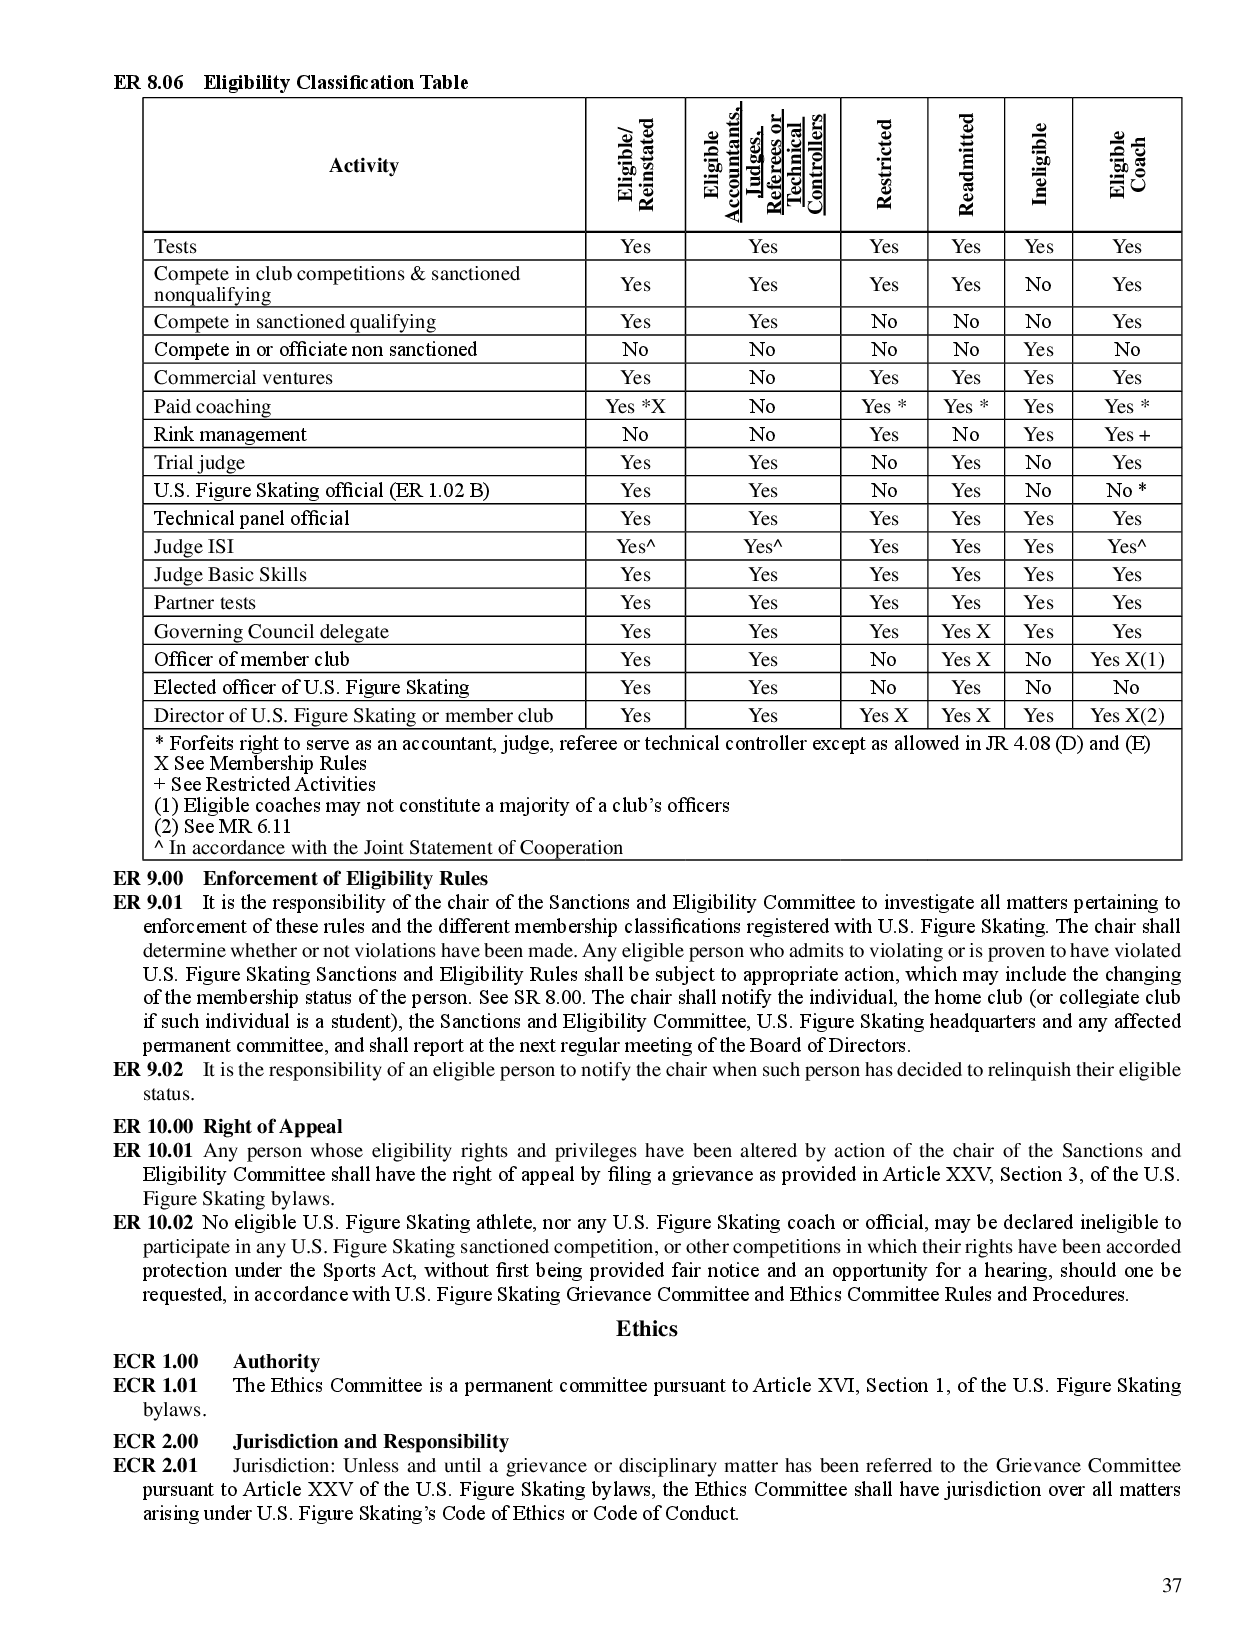 ER 8.06 Eligibility Classification Table
Activity
Eligible/
Reinstated
Eligible
Accountants,
Judges,
Referees or
Technical
Controllers
Restricted
Readmitted
Ineligible
Eligible
Coach
Tests Yes Yes Yes Yes Yes Yes
Compete in club competitions & sanctioned
nonqualifying Yes Yes Yes Yes No Yes
Compete in sanctioned qualifying Yes Yes No No No Yes
Compete in or officiate non sanctioned No No No No Yes No
Commercial ventures Yes No Yes Yes Yes Yes
Paid coaching Yes *X No Yes * Yes * Yes Yes *
Rink management No No Yes No Yes Yes +
Trial judge Yes Yes No Yes No Yes
U.S. Figure Skating official (ER 1.02 B) Yes Yes No Yes No No *
Technical panel official Yes Yes Yes Yes Yes Yes
Judge ISI Yes^ Yes^ Yes Yes Yes Yes^
Judge Basic Skills Yes Yes Yes Yes Yes Yes
Partner tests Yes Yes Yes Yes Yes Yes
Governing Council delegate Yes Yes Yes Yes X Yes Yes
Officer of member club Yes Yes No Yes X No Yes X(1)
Elected officer of U.S. Figure Skating Yes Yes No Yes No No
Director of U.S. Figure Skating or member club Yes Yes Yes X Yes X Yes Yes X(2)
* Forfeits right to serve as an accountant, judge, referee or technical controller except as allowed in JR 4.08 (D) and (E)
X See Membership Rules
+ See Restricted Activities
(1) Eligible coaches may not constitute a majority of a club's officers
(2) See MR 6.11
^ In accordance with the Joint Statement of Cooperation
ER 9.00 Enforcement of Eligibility Rules
ER 9.01 It is the responsibility of the chair of the Sanctions and Eligibility Committee to investigate all matters pertaining to
enforcement of these rules and the different membership classifications registered with U.S. Figure Skating. The chair shall
determine whether or not violations have been made. Any eligible person who admits to violating or is proven to have violated
U.S. Figure Skating Sanctions and Eligibility Rules shall be subject to appropriate action, which may include the changing
of the membership status of the person. See SR 8.00. The chair shall notify the individual, the home club (or collegiate club
if such individual is a student), the Sanctions and Eligibility Committee, U.S. Figure Skating headquarters and any affected
permanent committee, and shall report at the next regular meeting of the Board of Directors.
ER 9.02 It is the responsibility of an eligible person to notify the chair when such person has decided to relinquish their eligible
status.
ER 10.00 Right of Appeal
ER 10.01 Any person whose eligibility rights and privileges have been altered by action of the chair of the Sanctions and
Eligibility Committee shall have the right of appeal by filing a grievance as provided in Article XXV, Section 3, of the U.S.
Figure Skating bylaws.
ER 10.02 No eligible U.S. Figure Skating athlete, nor any U.S. Figure Skating coach or official, may be declared ineligible to
participate in any U.S. Figure Skating sanctioned competition, or other competitions in which their rights have been accorded
protection under the Sports Act, without first being provided fair notice and an opportunity for a hearing, should one be
requested, in accordance with U.S. Figure Skating Grievance Committee and Ethics Committee Rules and Procedures.
Ethics
ECR 1.00 Authority
ECR 1.01 The Ethics Committee is a permanent committee pursuant to Article XVI, Section 1, of the U.S. Figure Skating
bylaws.
ECR 2.00 Jurisdiction and Responsibility
ECR 2.01 Jurisdiction: Unless and until a grievance or disciplinary matter has been referred to the Grievance Committee
pursuant to Article XXV of the U.S. Figure Skating bylaws, the Ethics Committee shall have jurisdiction over all matters
arising under U.S. Figure Skating's Code of Ethics or Code of Conduct.
37